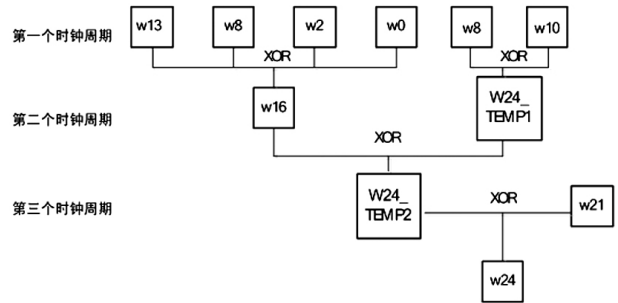 第一个时钟周期 w13 w8 w2 w0 w8 w10
XOR XOR
第二个时钟周期 w16 W24_
TEMP1
XOR
第三个时钟周期 W24_
TEMP2 XOR w21
w24